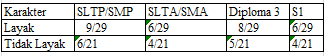 Karakter SLTP/SMP SLTA/SMA Diploma 3 S1
Layak 9/29 6/29 8/29 6/29
Tidak Layak 6/21 4/21 5/21 4/21